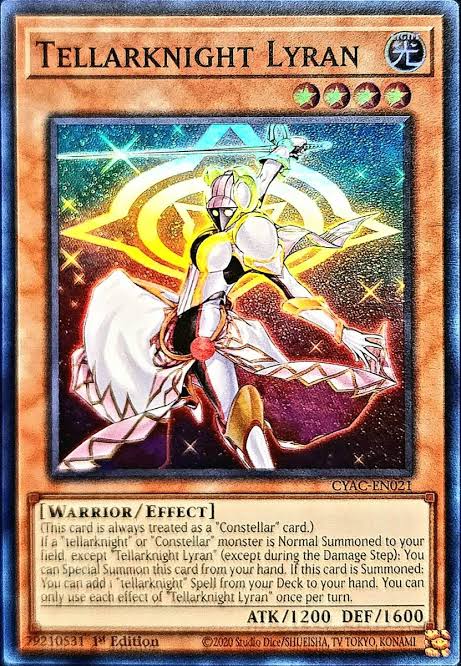 TELLARKNIGHT LYRAN
LIGHT
光
CYAC-EN021
[WARRIOR/EFFECT]
(This card is always treated as a "Constellar" card.)
If a "tellarknight" or "Constellar" monster is Normal Summoned to your
field, except "Tellarknight Lyran" (except during the Damage Step): You
can Special Summon this card from your hand. If this card is Summoned:
You can add 1 "tellarknight" Spell from your Deck to your hand. You can
only use each effect of "Tellarknight Lyran" once per turn.
ATK/1200 DEF/1600
79210531 1st Edition
©2020 Studio Dice/SHUEISHA, TV TOKYO, KONAMI